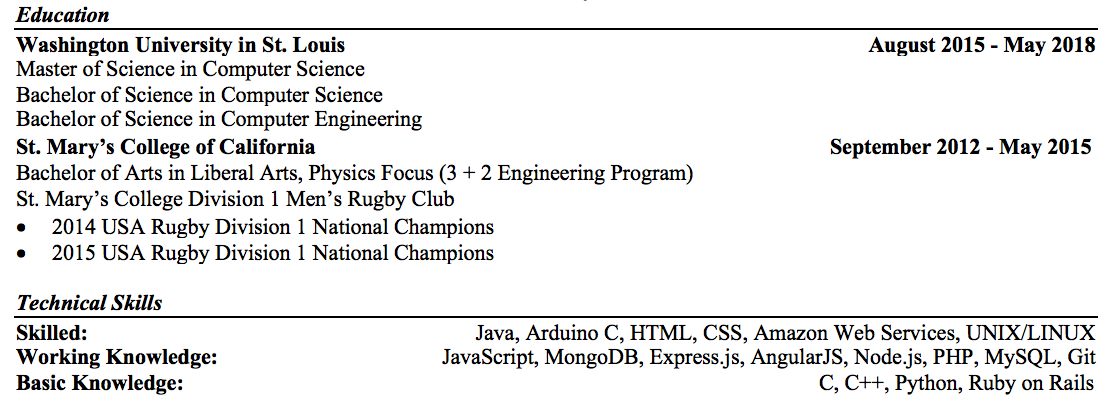 Education
Washington University in St. Louis August 2015 - May 2018
Master of Science in Computer Science
Bachelor of Science in Computer Science
Bachelor of Science in Computer Engineering
St. Mary’s College of California September 2012 - May 2015
Bachelor of Arts in Liberal Arts, Physics Focus (3 + 2 Engineering Program)
St. Mary’s College Division 1 Men’s Rugby Club
• 2014 USA Rugby Division 1 National Champions
• 2015 USA Rugby Division 1 National Champions
Technical Skills
Skilled: Java, Arduino C, HTML, CSS, Amazon Web Services, UNIX/LINUX
Working Knowledge: JavaScript, MongoDB, Express.js, AngularJS, Node.js, PHP, MySQL, Git
Basic Knowledge: C, C++, Python, Ruby on Rails